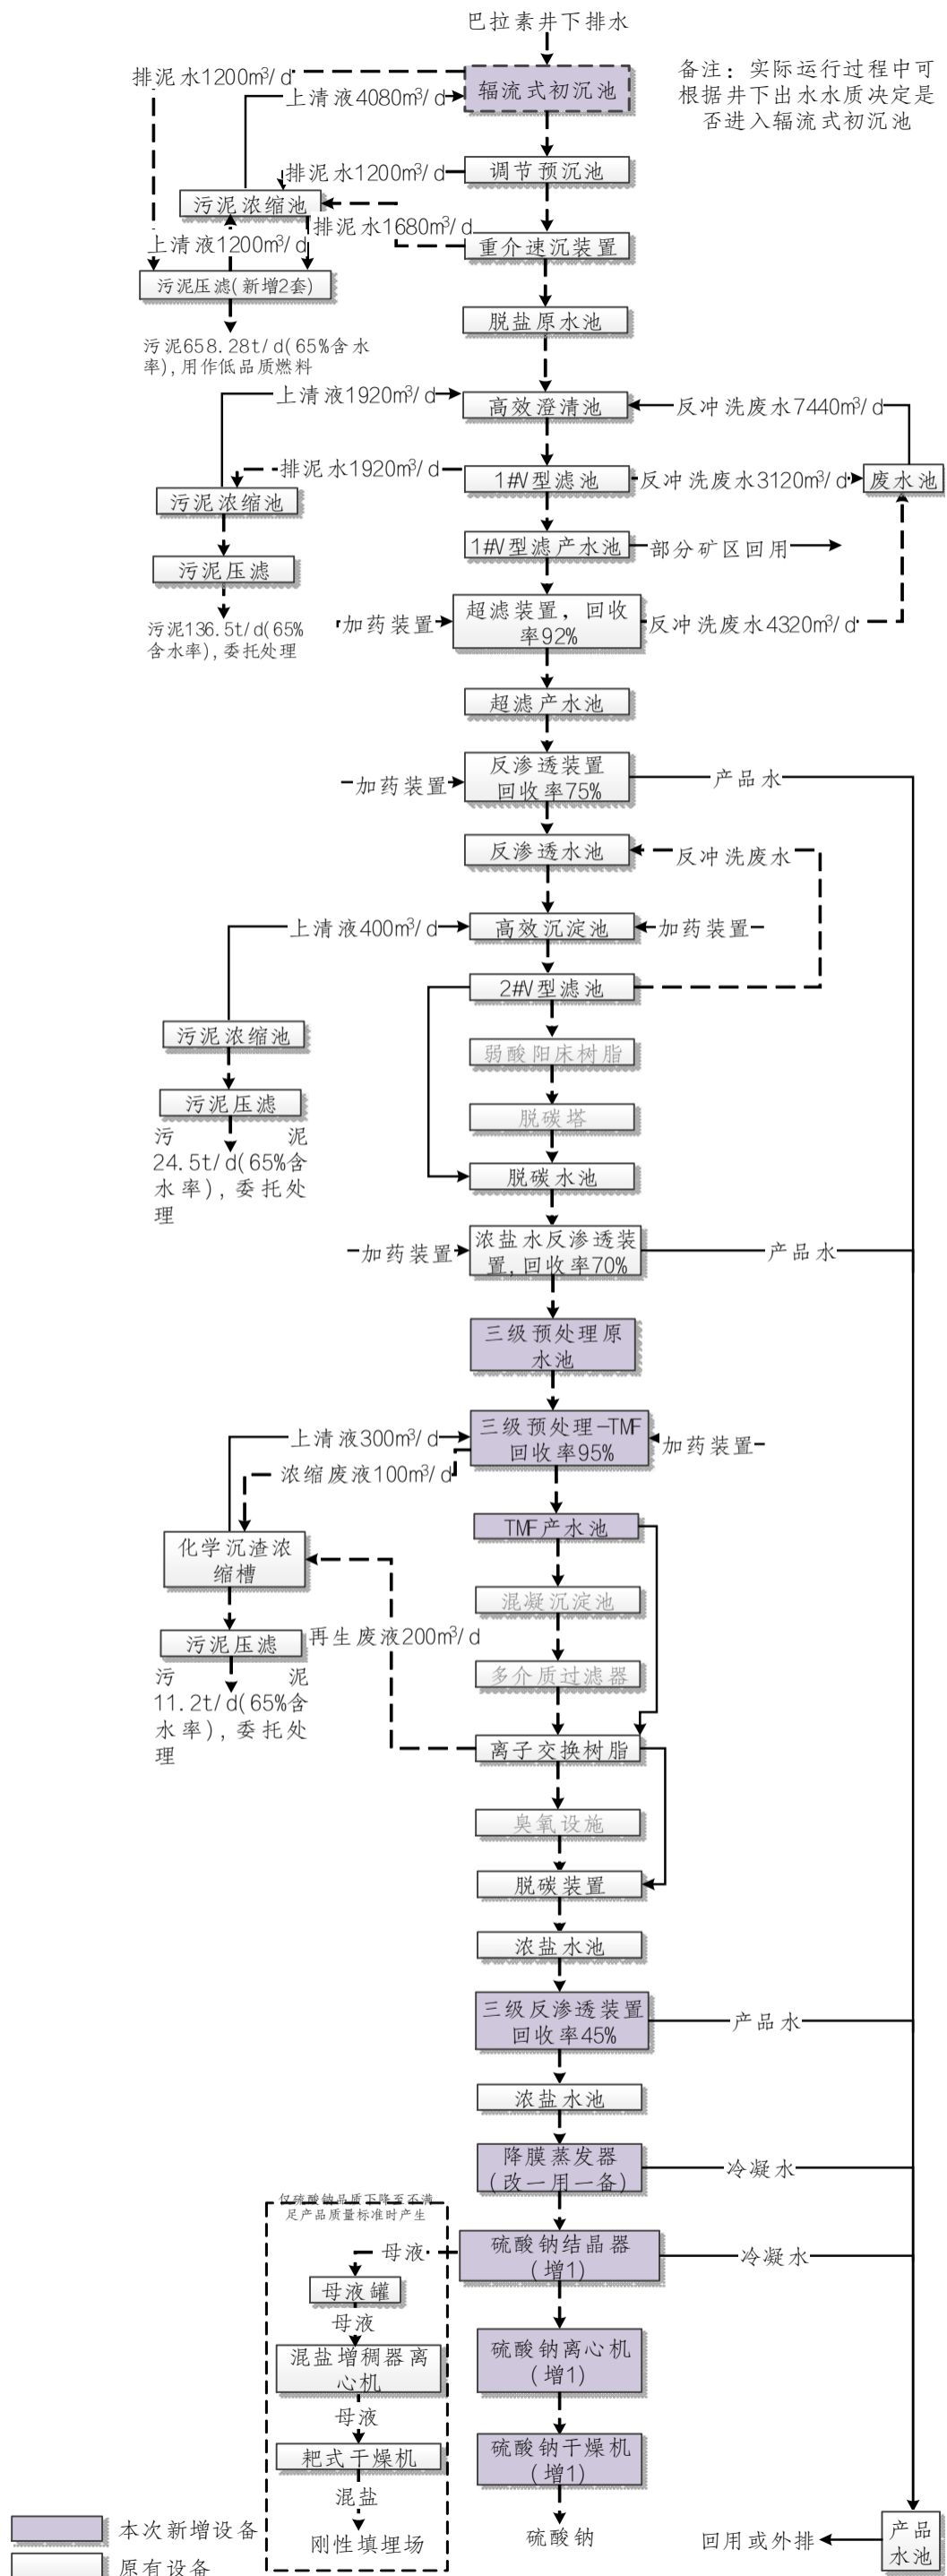 巴拉素井下排水
备注：实际运行过程中可
根据井下出水水质决定是
否进入辐流式初沉池
排泥水1200m³/d
辐流式初沉池
上清液4080m³/d
排泥水1200m³/d
调节预沉池
污泥浓缩池
排泥水1680m³/d
重介速沉装置
上清液1200m³/d
污泥压滤(新增2套)
脱盐原水池
污泥658.28t/d(65%含水
率),用作低品质燃料
上清液1920m³/d
高效澄清池
反冲洗废水7440m³/d
排泥水1920m³/d
1#V型滤池
反冲洗废水3120m³/d
废水池
污泥浓缩池
1#V型滤产水池
部分矿区回用
污泥压滤
加药装置
超滤装置，回收
率92%
反冲洗废水4320m³/d
污泥136.5t/d(65%
含水率),委托处理
超滤产水池
加药装置
反渗透装置
回收率75%
产品水
反渗透水池
反冲洗废水
上清液400m³/d
高效沉淀池
加药装置
2#V型滤池
污泥浓缩池
弱酸阳床树脂
污泥压滤
脱碳塔
污泥
24.5t/d(65%含
水率),委托处
理
脱碳水池
加药装置
浓盐水反渗透装
置,回收率70%
产品水
三级预处理原
水池
上清液300m³/d
三级预处理-TMF
回收率95%
加药装置
浓缩废液100m³/d
TMF产水池
化学沉渣浓
缩槽
混凝沉淀池
污泥压滤
再生废液200m³/d
多介质过滤器
污泥
11.2t/d(65%含
水率),委托处
理
离子交换树脂
臭氧设施
脱碳装置
浓盐水池
三级反渗透装置
回收率45%
产品水
浓盐水池
降膜蒸发器
(改一用一备)
冷凝水
仅硫酸钠品质下降至不满
足产品质量标准时产生
母液
硫酸钠结晶器
(增1)
冷凝水
母液罐
母液
混盐增稠器离
心机
硫酸钠离心机
(增1)
母液
耙式干燥机
硫酸钠干燥机
(增1)
混盐
刚性填埋场
硫酸钠
本次新增设备
原有设备
回用或外排
产品
水池